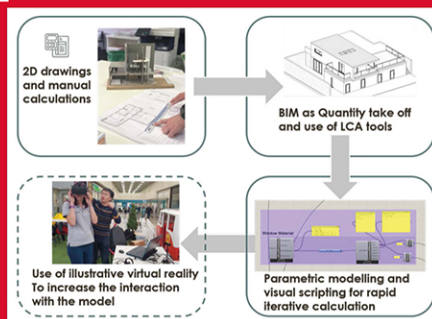 2D drawings
and manual
calculations
BIM as Quantity take off
and use of LCA tools
Use of illustrative virtual reality
To increase the interaction
with the model
Window Material
Parametric modelling and
visual scripting for rapid
iterative calculation